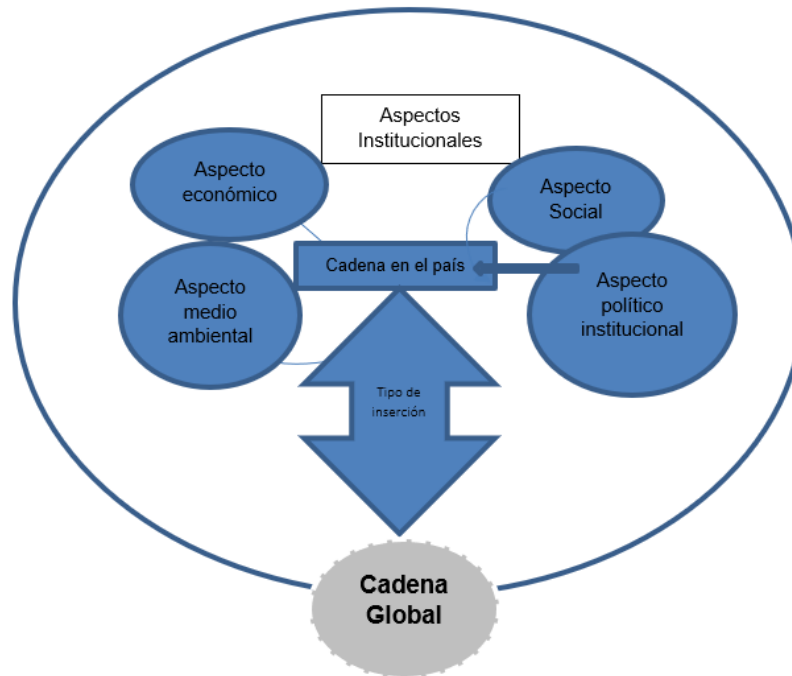 Aspectos
Institucionales
Aspecto
económico
Aspecto
Social
Cadena en el país
Aspecto
medio
ambiental
Aspecto
político
institucional
Tipo de
inserción
Cadena
Global